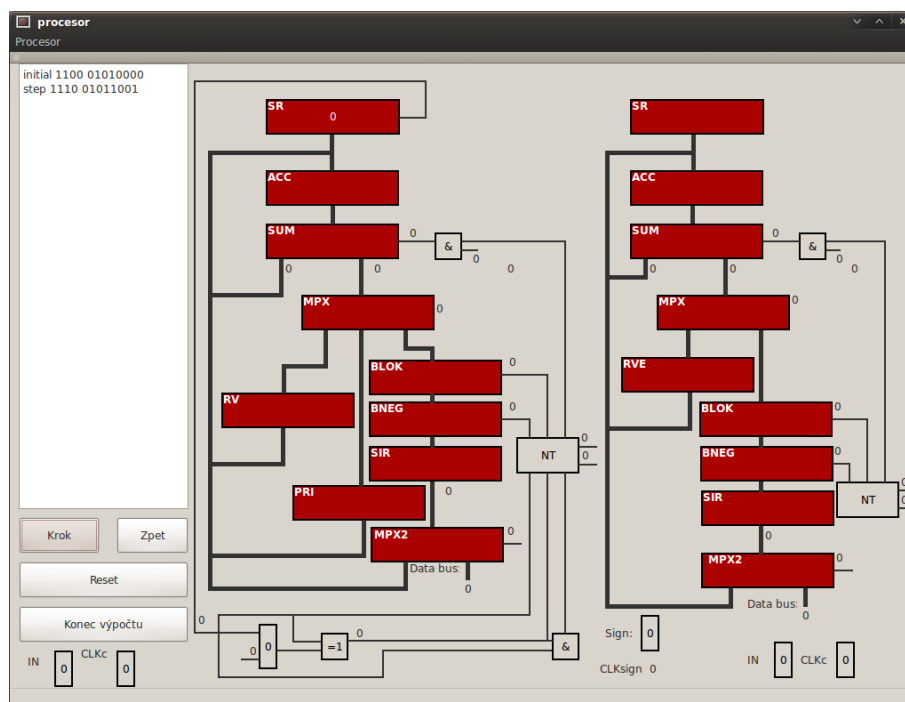 procesor
Procesor
initial 1100 01010000
step 1110 01011001
Krok
Zpet
Reset
Konec výpočtu
IN
0
CLKc
0
SR
0
ACC
SUM
0
&
0
0
0
0
MPX
0
BLOK
0
RV
BNEG
0
NT
0
0
SIR
PRI
0
MPX2
0
Data bus:
0
0
0
0
=1
0
&
SR
ACC
SUM
0
&
0
0
0
0
MPX
0
RVE
BLOK
0
BNEG
0
SIR
NT
0
0
0
MPX2
0
Data bus:
0
Sign:
0
CLKsign 0
IN
0
CLKc
0